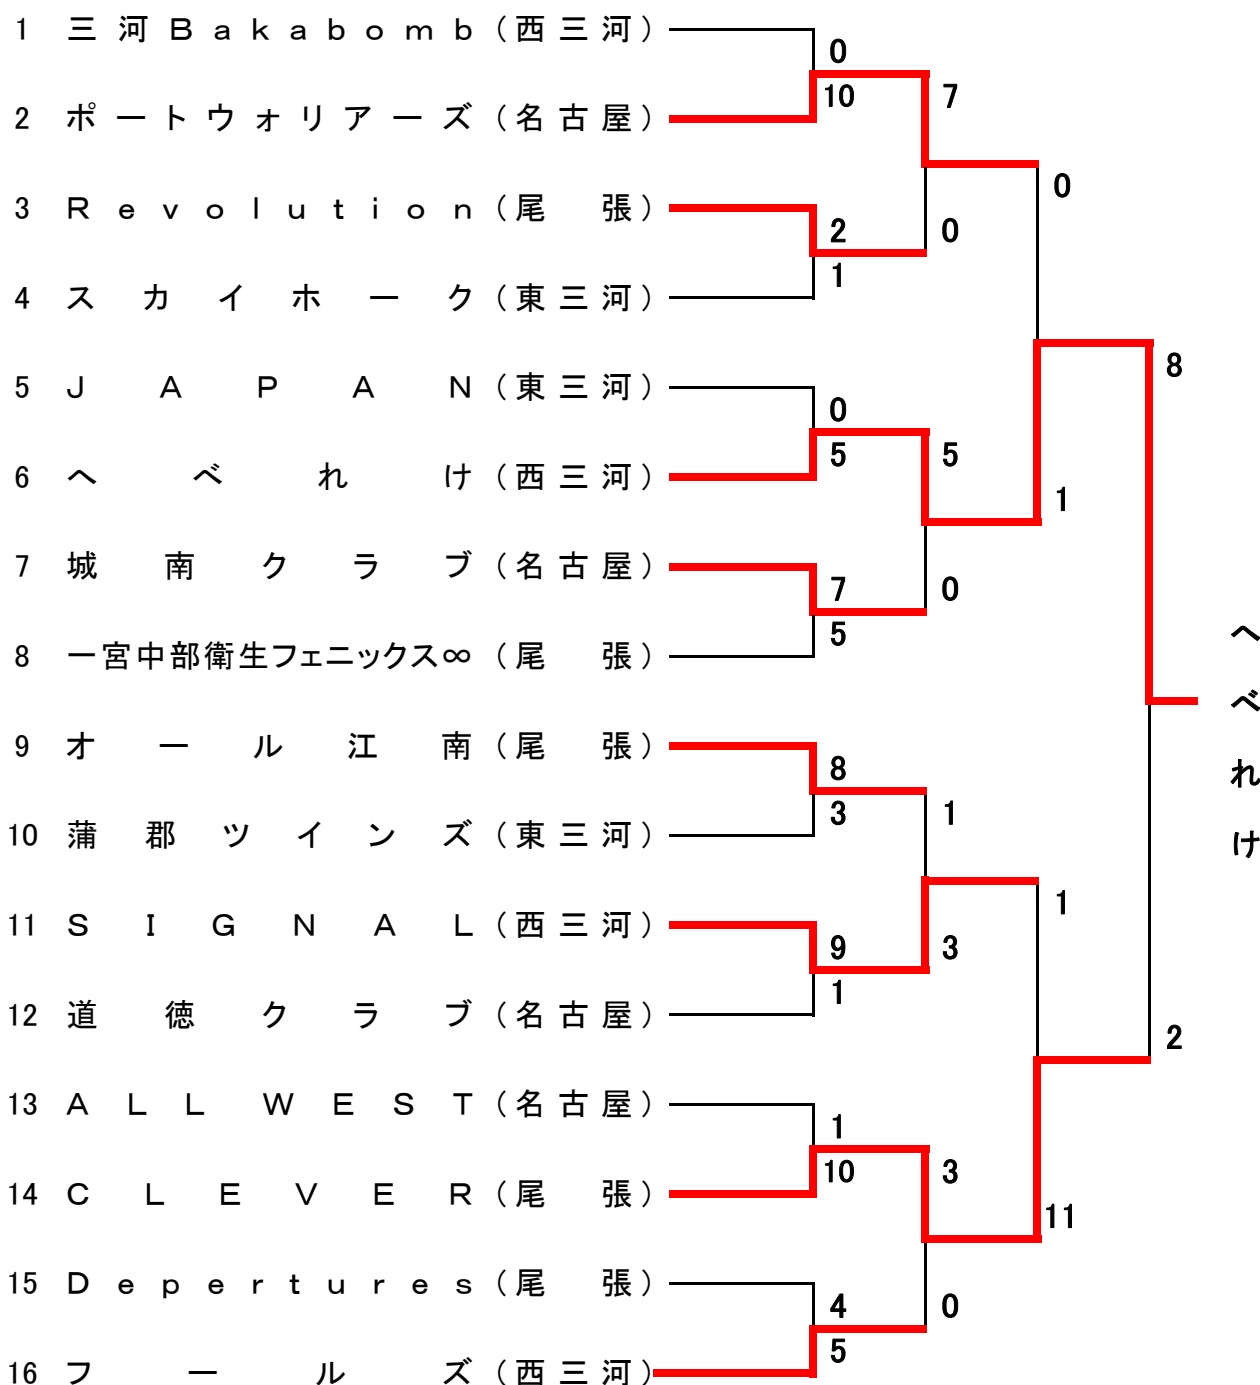 1 三河Ｂａｋａｂｏｍｂ（西三河）
0
10
7
2 ポートウォリアーズ（名古屋）
0
3 Ｒｅｖｏｌｕｔｉｏｎ（尾張）
2
0
1
4 スカイホーク（東三河）
8
5 ＪＡＰＡＮ（東三河）
0
5
5
6 へべれけ（西三河）
1
7 城南クラブ（名古屋）
7
0
5
8 一宮中部衛生フェニックス∞（尾張）
へべれけ
9 オール江南（尾張）
8
3
1
10 蒲郡ツインズ（東三河）
1
11 ＳＩＧＮＡＬ（西三河）
9
3
1
12 道徳クラブ（名古屋）
2
13 ＡＬＬ ＷＥＳＴ（名古屋）
1
10
3
14 ＣＬＥＶＥＲ（尾張）
11
15 Ｄｅｐｅｒｔｕｒｅｓ（尾張）
4
0
5
16 フールズ（西三河）